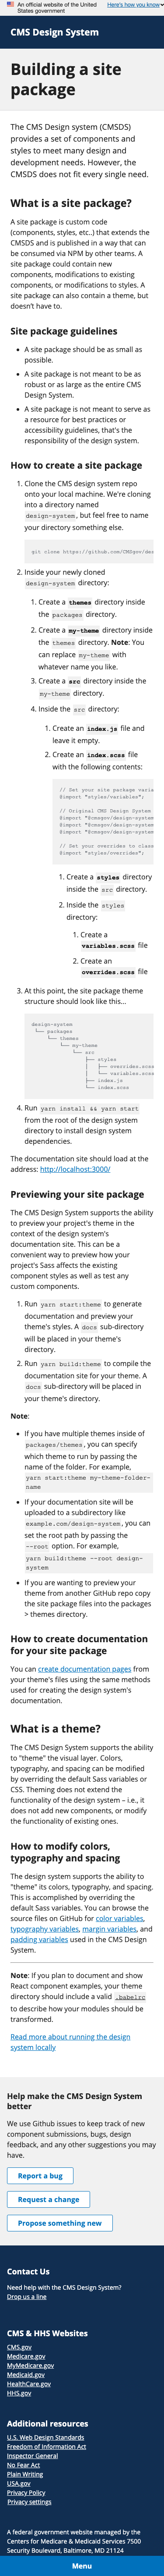 An official website of the United States government
Here's how you know
CMS Design System
Building a site
package
The CMS Design system (CMSDS)
provides a set of components and
styles to meet many design and
development needs. However, the
CMSDS does not fit every single need.
What is a site package?
A site package is custom code
(components, styles, etc..) that extends the
CMSDS and is published in a way that can
be consumed via NPM by other teams. A
site package could contain new
components, modifications to existing
components, or modifications to styles. A
site package can also contain a theme, but
doesn't have to.
Site package guidelines
• A site package should be as small as
possible.
• A site package is not meant to be as
robust or as large as the entire CMS
Design System.
• A site package is not meant to serve as
a resource for best practices or
accessibility guidances, that's the
responsibility of the design system.
How to create a site package
1. Clone the CMS design system repo
onto your local machine. We're cloning
into a directory named
design-system, but feel free to name
your directory something else.
git clone https://github.com/CMSgov/des
2. Inside your newly cloned
design-system directory:
1. Create a themes directory inside
the packages directory.
2. Create a my-theme directory inside
the themes directory. Note: You
can replace my-theme with
whatever name you like.
3. Create a src directory inside the
my-theme directory.
4. Inside the src directory:
1. Create an index.js file and
leave it empty.
2. Create an index.scss file
with the following contents:
// Set your site package varia
$import "styles/variables";
// Original CMS Design System
$import "$cmsgov/design-system
$import "$cmsgov/design-system
$import "$cmsgov/design-system
// Set your overrides to class
$import "styles/overrides";
1. Create a styles directory
inside the src directory.
2. Inside the styles
directory:
1. Create a
variables.scss file
2. Create an
overrides.scss file
3. At this point, the site package theme
structure should look like this...
design-system
└── packages
└── themes
└── my-theme
└── src
├── styles
│ ├── overrides.scss
│ └── variables.scss
├── index.js
└── index.scss
4. Run yarn install && yarn start
from the root of the design system
directory to install design system
dependencies.
The documentation site should load at the
address: http://localhost:3000/
Previewing your site package
The CMS Design System supports the ability
to preview your project's theme in the
context of the design system's
documentation site. This can be a
convenient way to preview how your
project's Sass will affect the existing
component styles as well as test any
custom components.
1. Run yarn start:theme to generate
documentation and preview your
theme's styles. A docs sub-directory
will be placed in your theme's
directory.
2. Run yarn build:theme to compile the
documentation site for your theme. A
docs sub-directory will be placed in
your theme's directory.
Note:
• If you have multiple themes inside of
packages/themes, you can specify
which theme to run by passing the
name of the folder. For example,
yarn start:theme my-theme-folder-
name
• If your documentation site will be
uploaded to a subdirectory like
example.com/design-system, you can
set the root path by passing the
--root option. For example,
yarn build:theme --root design-
system
• If you are wanting to preview your
theme from another GitHub repo copy
the site package files into the packages
> themes directory.
How to create documentation
for your site package
You can create documentation pages from
your theme's files using the same methods
used for creating the design system's
documentation.
What is a theme?
The CMS Design System supports the ability
to "theme" the visual layer. Colors,
typography, and spacing can all be modified
by overriding the default Sass variables or
CSS. Theming allows for modification of the
functionality of the design system – i.e., it
does not add new components, or modify
the functionality of existing ones.
How to modify colors,
typography and spacing
The design system supports the ability to
"theme" its colors, typography, and spacing.
This is accomplished by overriding the
default Sass variables. You can view the
source files on GitHub for color variables,
typography variables, margin variables, and
padding variables used in the CMS Design
System.
Note: If you plan to document and show
React component examples, your theme
directory should include a valid .babelrc
to describe how your modules should be
transformed.
Read more about running the design
system locally
Help make the CMS Design System
better
We use Github issues to keep track of new
component submissions, bugs, design
feedback, and any other suggestions you may
have.
Report a bug
Request a change
Propose something new
Contact Us
Need help with the CMS Design System?
Drop us a line
CMS & HHS Websites
CMS.gov
Medicare.gov
MyMedicare.gov
Medicaid.gov
HealthCare.gov
HHS.gov
Additional resources
U.S. Web Design Standards
Freedom of Information Act
Inspector General
No Fear Act
Plain Writing
USA.gov
Privacy Policy
Privacy settings
A federal government website managed by the
Centers for Medicare & Medicaid Services 7500
Security Boulevard, Baltimore, MD 21124
Menu